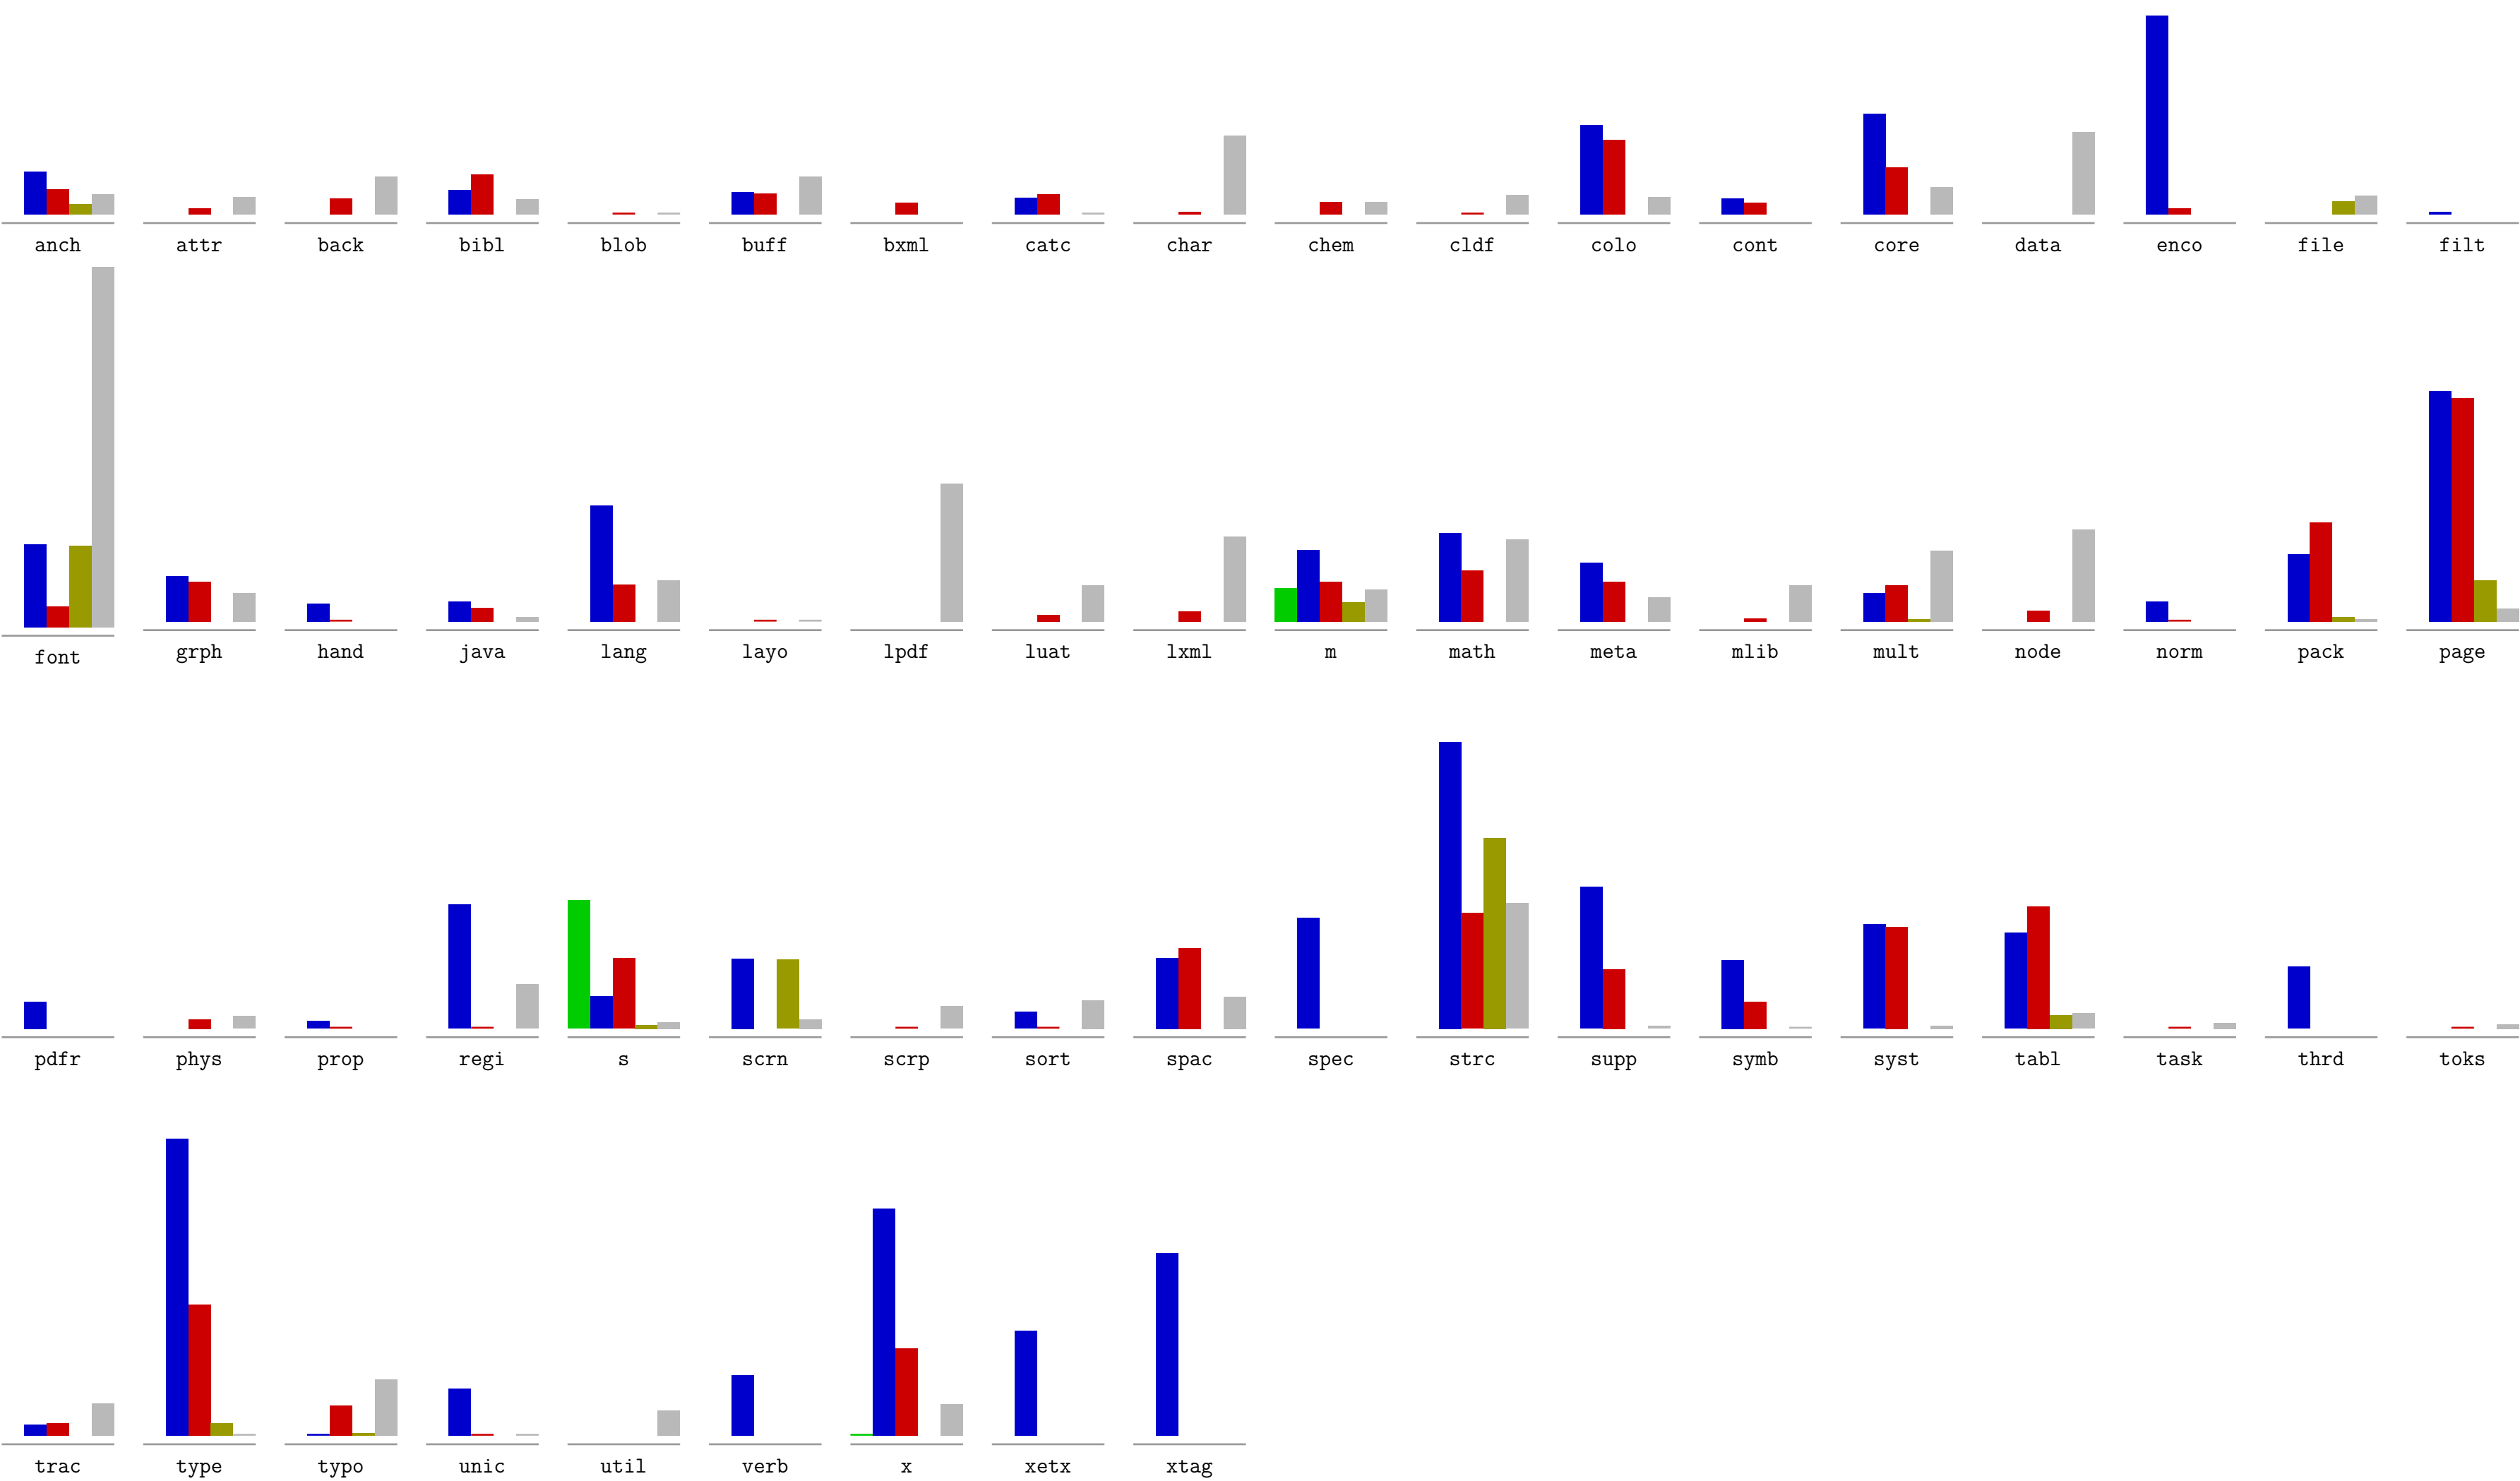 anch attr back bibl blob buff bxml catc char chem cldf colo cont core data enco file filt
font grph hand java lang layo lpdf luat lxml m math meta mlib mult node norm pack page
pdfr phys prop regi s scrn scrp sort spac spec strc supp symb syst tabl task thrd toks
trac type typo unic util verb x xetx xtag